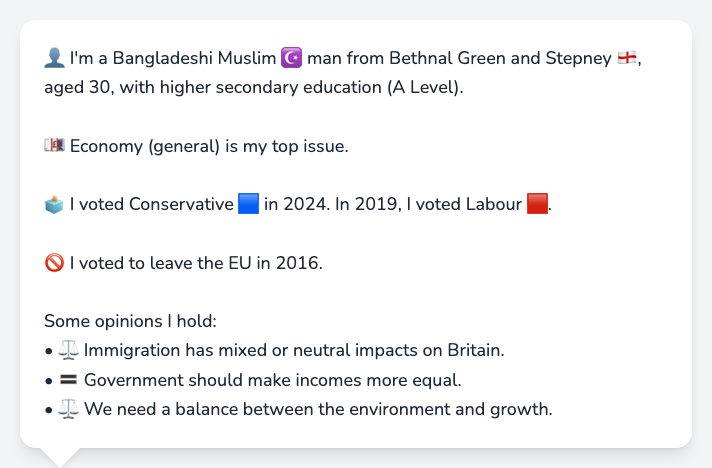 👤 I'm a Bangladeshi Muslim ☪️ man from Bethnal Green and Stepney 🏴󠁧󠁢󠁥󠁮󠁧󠁿,
aged 30, with higher secondary education (A Level).
💷 Economy (general) is my top issue.
🗳️ I voted Conservative 🟦 in 2024. In 2019, I voted Labour 🟥.
🚫 I voted to leave the EU in 2016.
Some opinions I hold:
• ⚖️ Immigration has mixed or neutral impacts on Britain.
• 🟰 Government should make incomes more equal.
• ⚖️ We need a balance between the environment and growth.